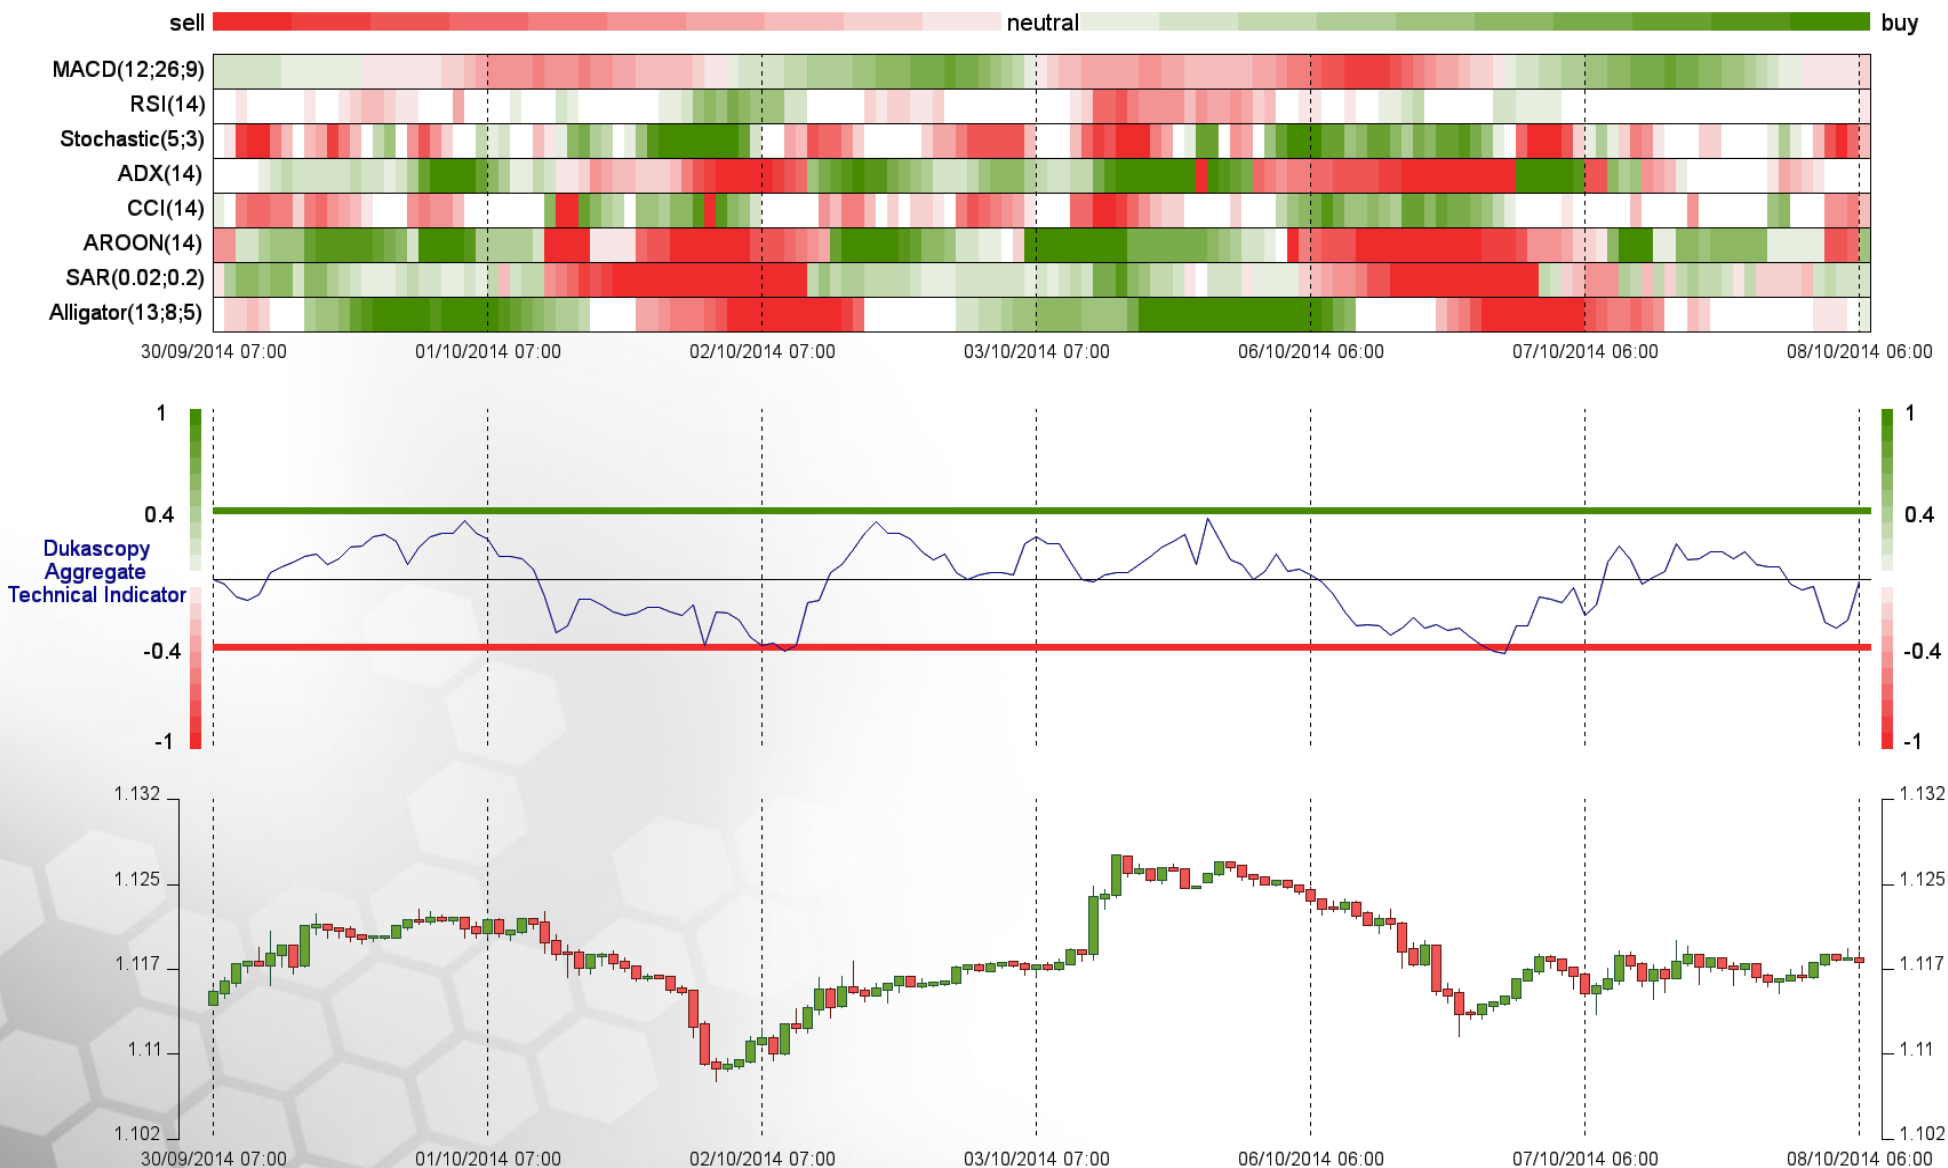 sell neutral buy
MACD(12;26;9)
RSI(14)
Stochastic(5;3)
ADX(14)
CCI(14)
AROON(14)
SAR(0.02;0.2)
Alligator(13;8;5)
30/09/2014 07:00 01/10/2014 07:00 02/10/2014 07:00 03/10/2014 07:00 06/10/2014 06:00 07/10/2014 06:00 08/10/2014 06:00
1 1
0.4 0.4
Dukascopy
Aggregate
Technical Indicator
-0.4 -0.4
-1 -1
1.132 1.132
1.125 1.125
1.117 1.117
1.11 1.11
1.102 1.102
30/09/2014 07:00 01/10/2014 07:00 02/10/2014 07:00 03/10/2014 07:00 06/10/2014 06:00 07/10/2014 06:00 08/10/2014 06:00